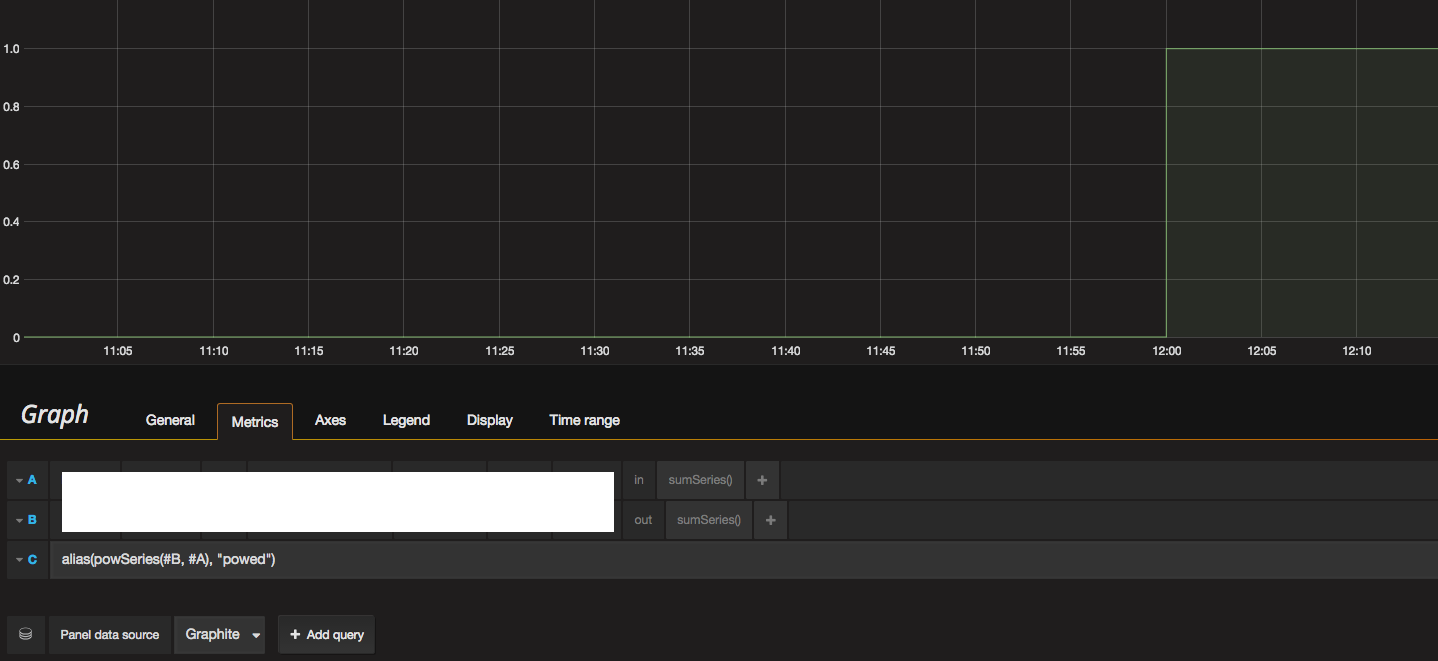 1.0
0.8
0.6
0.4
0.2
0
11:05 11:10 11:15 11:20 11:25 11:30 11:35 11:40 11:45 11:50 11:55 12:00 12:05 12:10
Graph General Metrics Axes Legend Display Time range
A in sumSeries() +
B out sumSeries() +
C alias(powSeries(#B, #A), "powed")
Panel data source Graphite + Add query